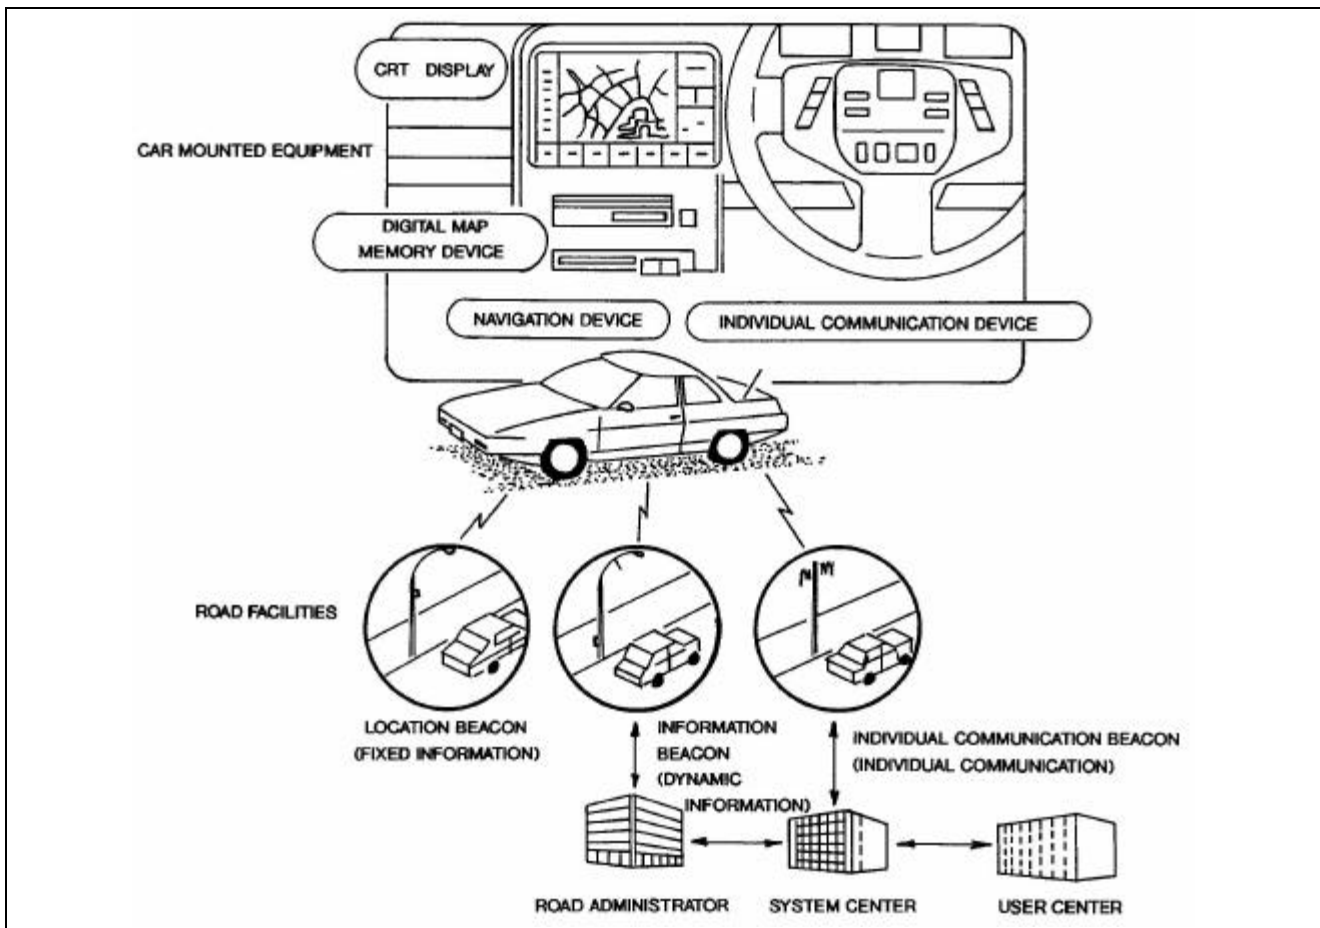 CRT DISPLAY
CAR MOUNTED EQUIPMENT
DIGITAL MAP
MEMORY DEVICE
NAVIGATION DEVICE
INDIVIDUAL COMMUNICATION DEVICE
ROAD FACILITIES
LOCATION BEACON
(FIXED INFORMATION)
INFORMATION
BEACON
(DYNAMIC
INFORMATION)
INDIVIDUAL COMMUNICATION BEACON
(INDIVIDUAL COMMUNICATION)
ROAD ADMINISTRATOR
SYSTEM CENTER
USER CENTER